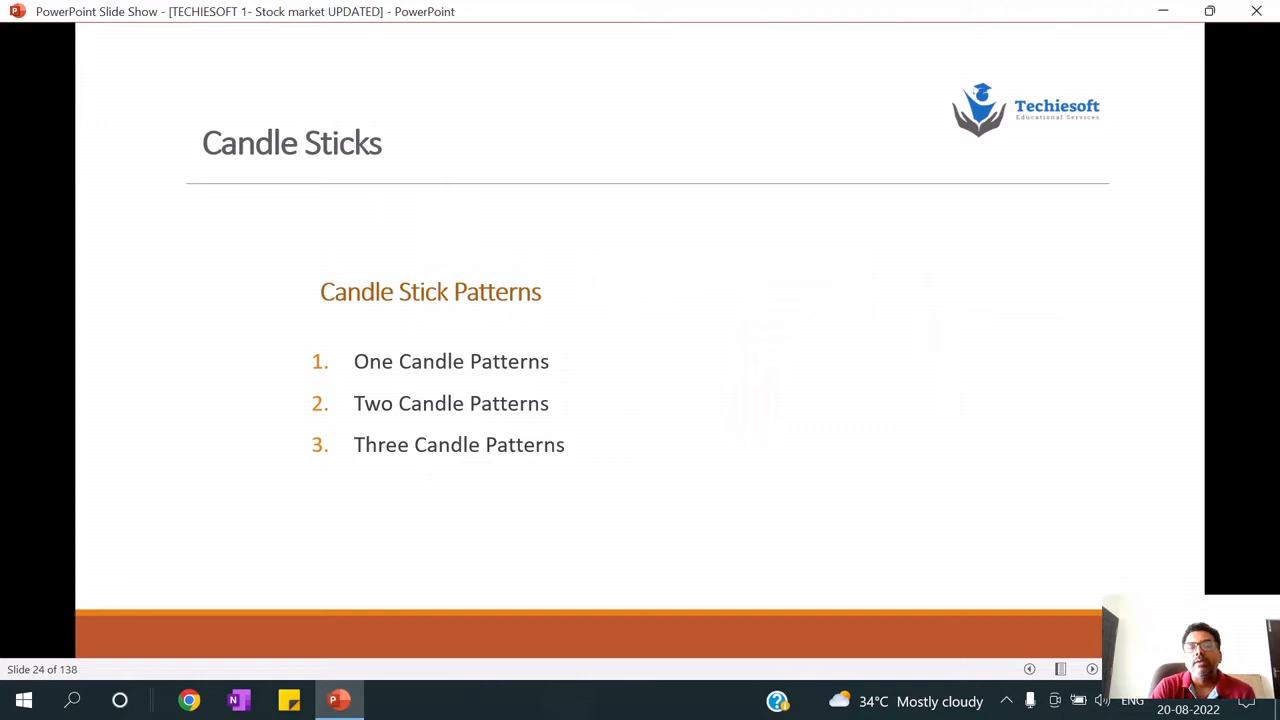 PowerPoint Slide Show - [TECHIESOFT 1- Stock market UPDATED] - PowerPoint
Techiesoft
Educational Services
Candle Sticks
Candle Stick Patterns
1. One Candle Patterns
2. Two Candle Patterns
3. Three Candle Patterns
Slide 24 of 138
34°C Mostly cloudy
ENG
20-08-2022